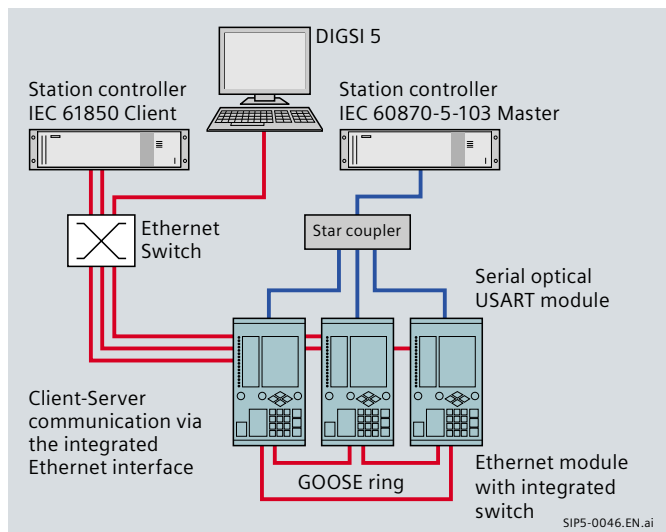 DIGSI 5
Station controller
IEC 61850 Client
Station controller
IEC 60870-5-103 Master
Ethernet
Switch
Star coupler
Serial optical
USART module
Client-Server
communication via
the integrated
Ethernet interface
GOOSE ring
Ethernet module
with integrated
switch
SIP5-0046.EN.ai